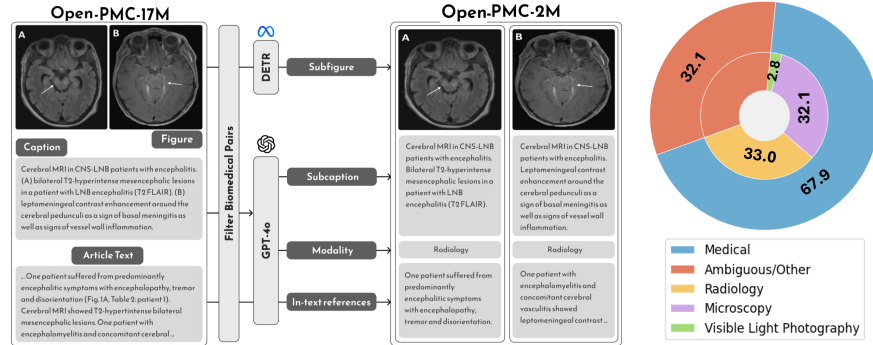 Open-PMC-17M
A
B
Figure
Caption
Cerebral MRI in CNS-LNB patients with encephalitis.
(A) bilateral T2-hyperintense mesencephalic lesions
in a patient with LNB encephalitis (T2 FLAIR). (B)
leptomeningeal contrast enhancement around the
cerebral pedunculi as a sign of basal meningitis as
well as signs of vessel wall inflammation.
Article Text
... One patient suffered from predominantly
encephalitic symptoms with encephalopathy, tremor
and disorientation (Fig. 1A, Table 2: patient 1).
Cerebral MRI showed T2-hypertintense bilateral
mesencephalic lesions. One patient with
encephalomyelitis and concomitant cerebral...
Filter Biomedical Pairs
DETR
GPT-4o
Subfigure
Subcaption
Modality
In-text references
Open-PMC-2M
A
Cerebral MRI in CNS-LNB
patients with encephalitis.
Bilateral T2-hyperintense
mesencephalic lesions in a
patient with LNB
encephalitis (T2 FLAIR).
Radiology
One patient suffered from
predominantly
encephalitic symptoms
with encephalopathy,
tremor and disorientation.
B
Cerebral MRI in CNS-LNB
patients with encephalitis.
Leptomeningeal contrast
enhancement around the
cerebral pedunculi as a
sign of basal meningitis as
well as signs of vessel wall
inflammation.
Radiology
One patient with
encephalomyelitis and
concomitant cerebral
vasculitis showed
leptomeningeal contrast...
32.1
2.8
32.1
33.0
67.9
Medical
Ambiguous/Other
Radiology
Microscopy
Visible Light Photography